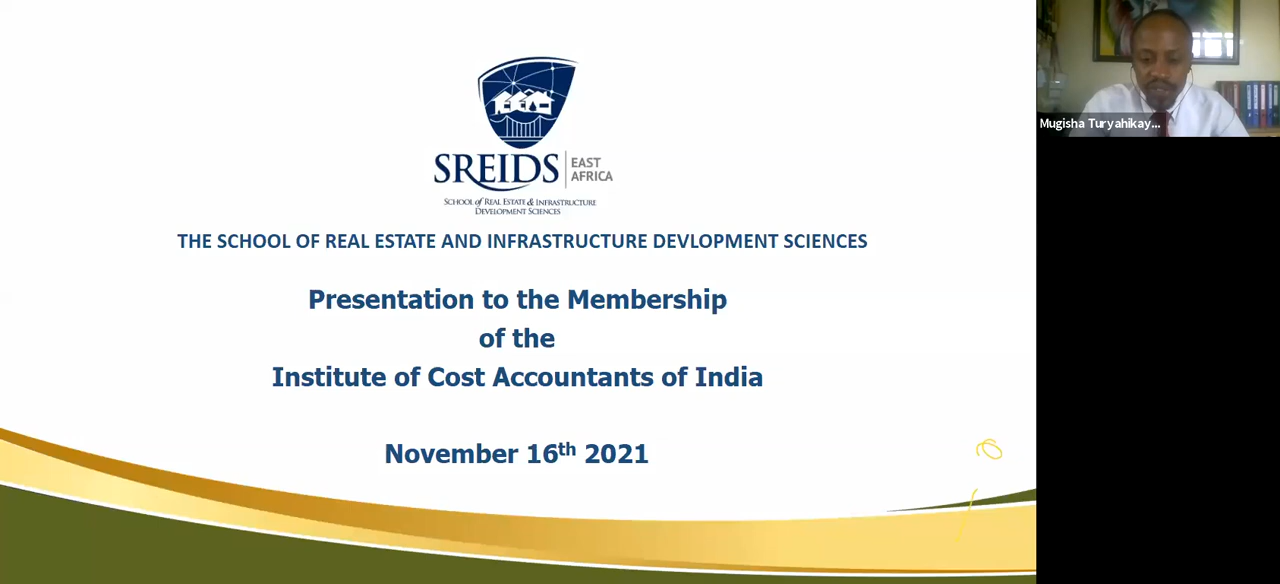 SREIDS
EAST
AFRICA
SCHOOL of REAL ESTATE & INFRASTRUCTURE
DEVELOPMENT SCIENCES
THE SCHOOL OF REAL ESTATE AND INFRASTRUCTURE DEVLOPMENT SCIENCES
Presentation to the Membership
of the
Institute of Cost Accountants of India
November 16th 2021
Mugisha Turyahikay...